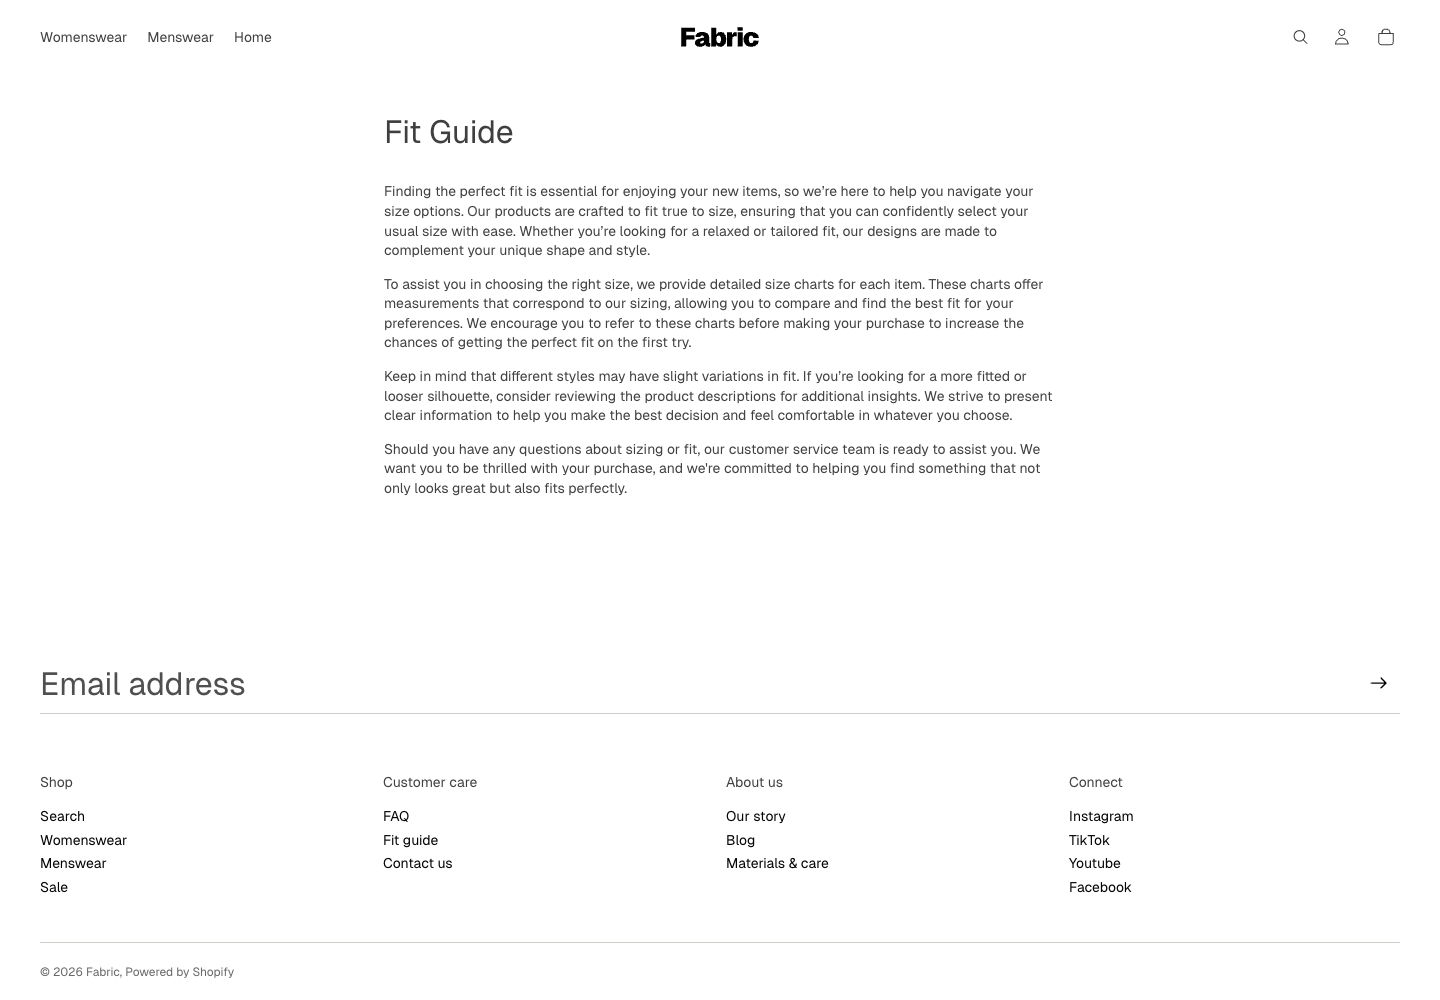 Womenswear
Menswear
Home
Fabric
Fit Guide
Finding the perfect fit is essential for enjoying your new items, so we’re here to help you navigate your
size options. Our products are crafted to fit true to size, ensuring that you can confidently select your
usual size with ease. Whether you’re looking for a relaxed or tailored fit, our designs are made to
complement your unique shape and style.
To assist you in choosing the right size, we provide detailed size charts for each item. These charts offer
measurements that correspond to our sizing, allowing you to compare and find the best fit for your
preferences. We encourage you to refer to these charts before making your purchase to increase the
chances of getting the perfect fit on the first try.
Keep in mind that different styles may have slight variations in fit. If you’re looking for a more fitted or
looser silhouette, consider reviewing the product descriptions for additional insights. We strive to present
clear information to help you make the best decision and feel comfortable in whatever you choose.
Should you have any questions about sizing or fit, our customer service team is ready to assist you. We
want you to be thrilled with your purchase, and we're committed to helping you find something that not
only looks great but also fits perfectly.
Email address
Shop
Search
Womenswear
Menswear
Sale
Customer care
FAQ
Fit guide
Contact us
About us
Our story
Blog
Materials & care
Connect
Instagram
TikTok
Youtube
Facebook
© 2026 Fabric, Powered by Shopify